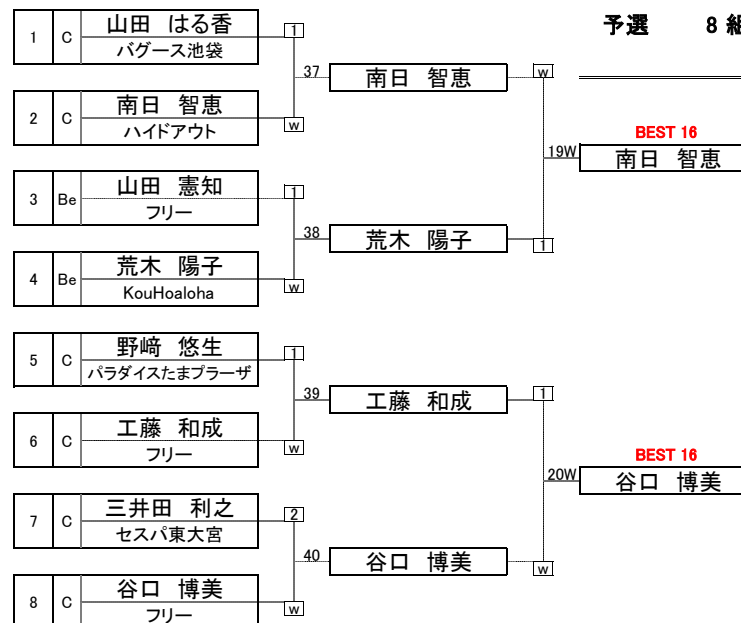 予選 8 組
1 C 山田 はる香 1
バグース池袋
37 南日 智恵 w
2 C 南日 智恵 w
ハイドアウト
BEST 16
19W 南日 智恵
3 Be 山田 憲知 1
フリー
38 荒木 陽子 1
4 Be 荒木 陽子 w
KouHoaloha
5 C 野﨑 悠生 1
パラダイスたまプラーザ
39 工藤 和成 1
6 C 工藤 和成 w
フリー
BEST 16
20W 谷口 博美
7 C 三井田 利之 2
セスパ東大宮
40 谷口 博美 w
8 C 谷口 博美 w
フリー